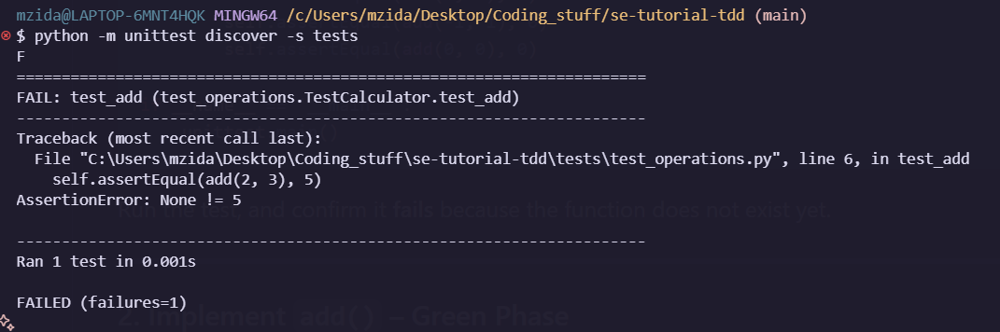 mzida@LAPTOP-6MNT4HQK MINGW64 /c/Users/mzida/Desktop/Coding_stuff/se-tutorial-tdd (main)
$ python -m unittest discover -s tests
F
======================================================================
FAIL: test_add (test_operations.TestCalculator.test_add)
----------------------------------------------------------------------
Traceback (most recent call last):
  File "C:\Users\mzida\Desktop\Coding_stuff\se-tutorial-tdd\tests\test_operations.py", line 6, in test_add
    self.assertEqual(add(2, 3), 5)
AssertionError: None != 5
Run the test, and confirm it fails because the function does not exist yet.
----------------------------------------------------------------------
Ran 1 test in 0.001s
FAILED (failures=1)
2. Implement add() – Green Phase